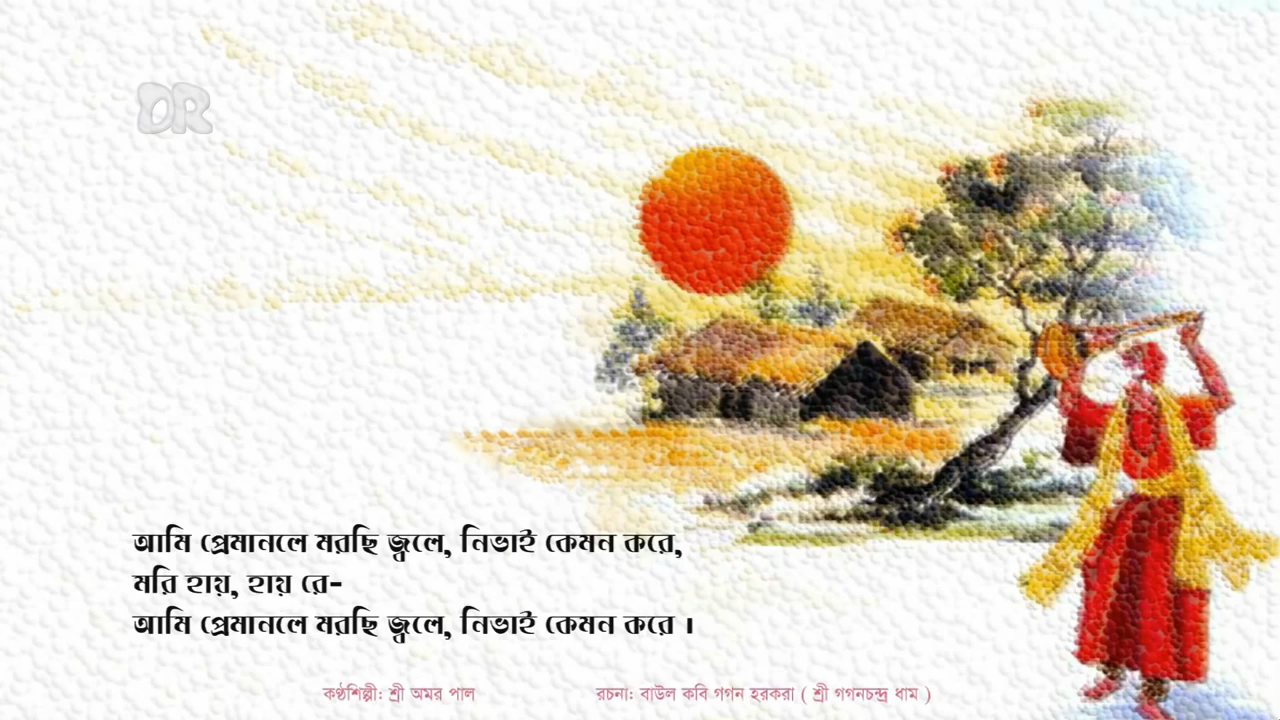 DR
আমি প্রেমানলে মরছি জ্বলে, নিভাই কেমন করে,
মরি হায়, হায় রে-
আমি প্রেমানলে মরছি জ্বলে, নিভাই কেমন করে ।
কণ্ঠশিল্পী: শ্রী অমর পাল রচনা: বাউল কবি গগন হরকরা ( শ্রী গগনচন্দ্র ধাম )